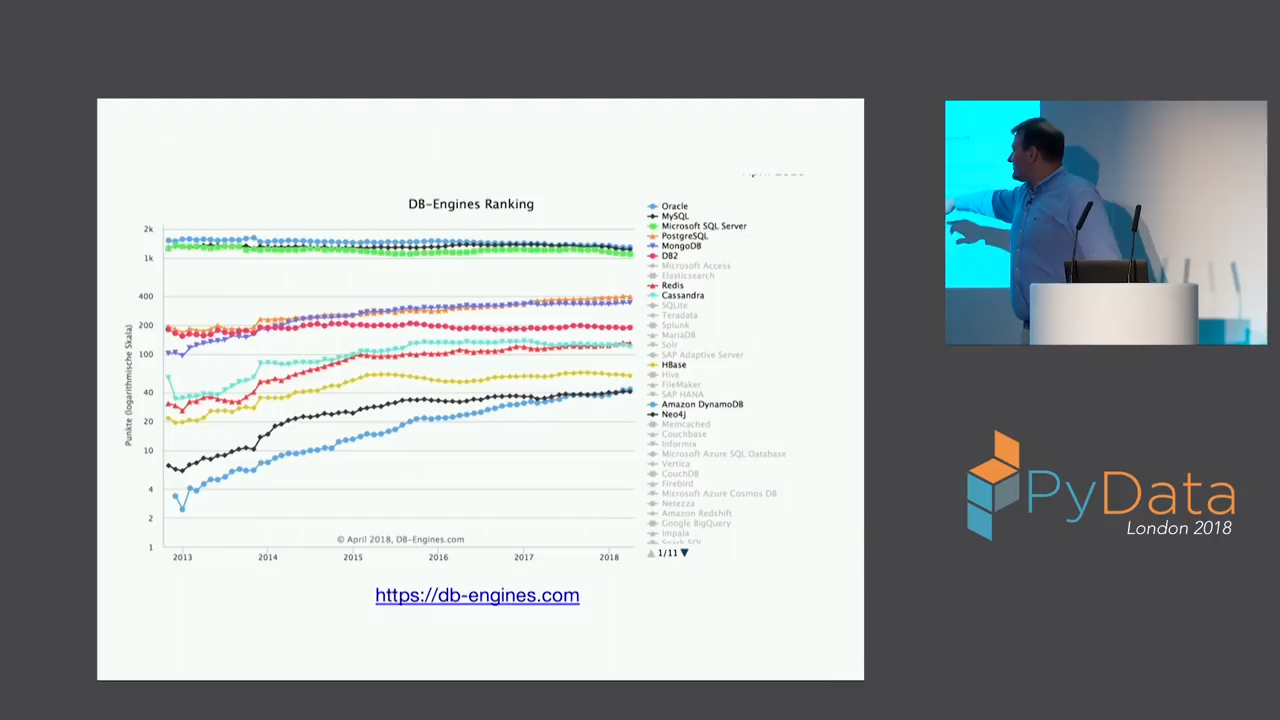 DB-Engines Ranking
Punkte (logarithmische Skala)
2k
1k
400
200
100
40
20
10
4
2
1
2013
2014
2015
2016
2017
2018
© April 2018, DB-Engines.com
Oracle
MySQL
Microsoft SQL Server
PostgreSQL
MongoDB
DB2
Microsoft Access
Elasticsearch
Redis
Cassandra
SQLite
Teradata
Splunk
MariaDB
Solr
SAP Adaptive Server
HBase
Hive
FileMaker
SAP HANA
Amazon DynamoDB
Neo4j
Memcached
Couchbase
Informix
Microsoft Azure SQL Database
Vertica
CouchDB
Firebird
Microsoft Azure Cosmos DB
Netezza
Amazon Redshift
Google BigQuery
Impala
Spark SQL
1/11
https://db-engines.com
PyData
London 2018